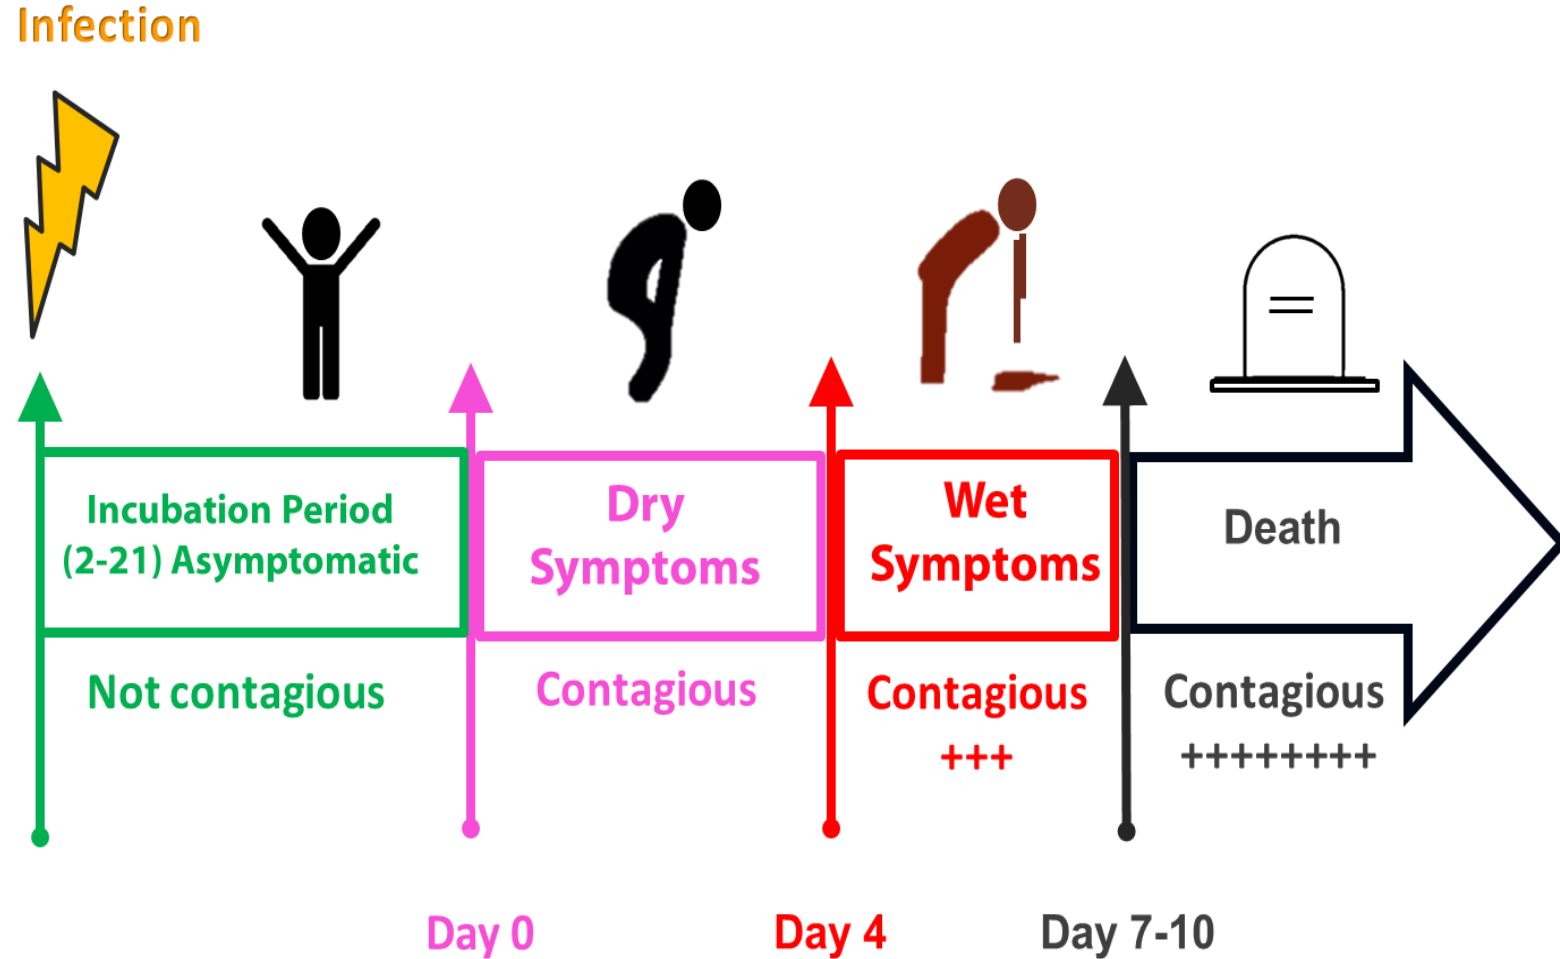 Infection
Incubation Period
(2-21) Asymptomatic
Dry
Symptoms
Wet
Symptoms
Death
Not contagious
Contagious
Contagious
+++
Contagious
++++++++
Day 0
Day 4
Day 7-10